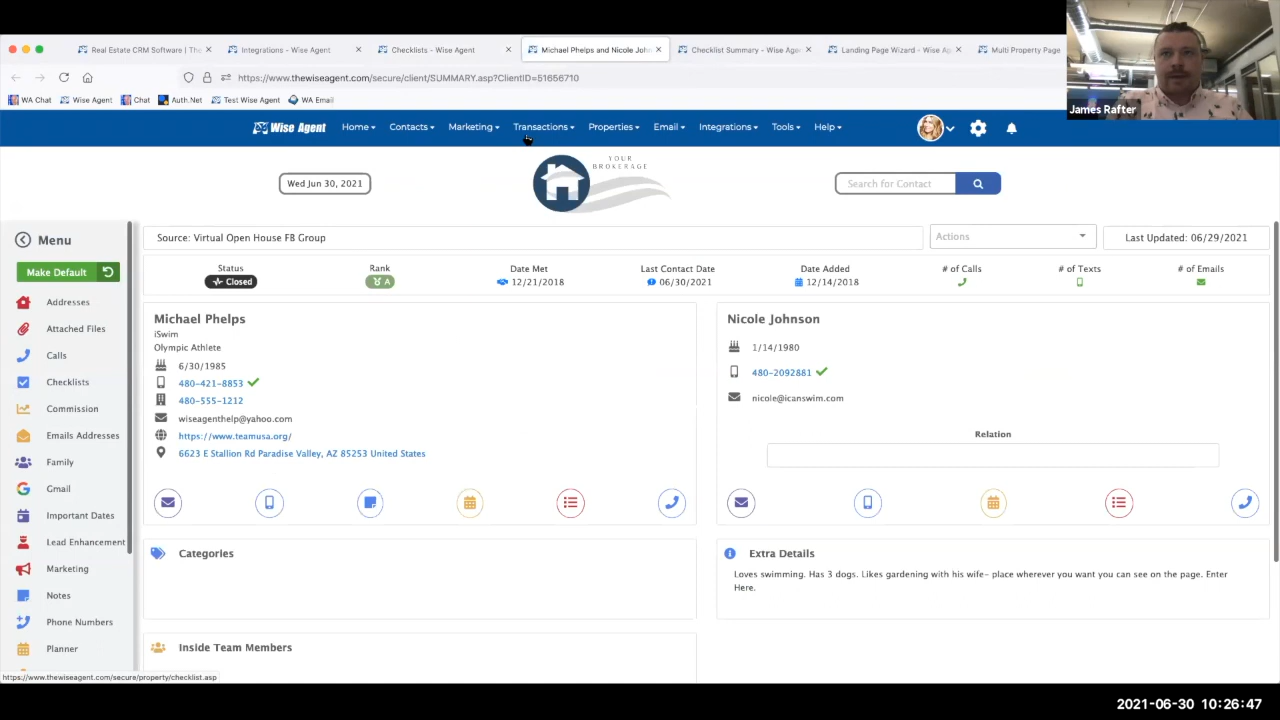 Real Estate CRM Software | The
Integrations - Wise Agent
Checklists - Wise Agent
Michael Phelps and Nicole John
Checklist Summary - Wise Agen
Landing Page Wizard - Wise Ag
Multi Property Page
https://www.thewiseagent.com/secure/client/SUMMARY.asp?ClientID=51656710
James Rafter
WA Chat Wise Agent Chat Auth.Net Test Wise Agent WA Email
Wise Agent Home Contacts Marketing Transactions Properties Email Integrations Tools Help
Wed Jun 30, 2021
YOUR
BROKERAGE
Search for Contact
Menu
Make Default
Addresses
Attached Files
Calls
Checklists
Commission
Emails Addresses
Family
Gmail
Important Dates
Lead Enhancement
Marketing
Notes
Phone Numbers
Planner
Source: Virtual Open House FB Group
Actions
Last Updated: 06/29/2021
Status Rank Date Met Last Contact Date Date Added # of Calls # of Texts # of Emails
Closed A 12/21/2018 06/30/2021 12/14/2018
Michael Phelps
iSwim
Olympic Athlete
6/30/1985
480-421-8853
480-555-1212
wiseagenthelp@yahoo.com
https://www.teamusa.org/
6623 E Stallion Rd Paradise Valley, AZ 85253 United States
Nicole Johnson
1/14/1980
480-2092881
nicole@icanswim.com
Relation
Categories
Extra Details
Loves swimming. Has 3 dogs. Likes gardening with his wife- place wherever you want you can see on the page. Enter
Here.
Inside Team Members
https://www.thewiseagent.com/secure/property/checklist.asp
2021-06-30 10:26:47